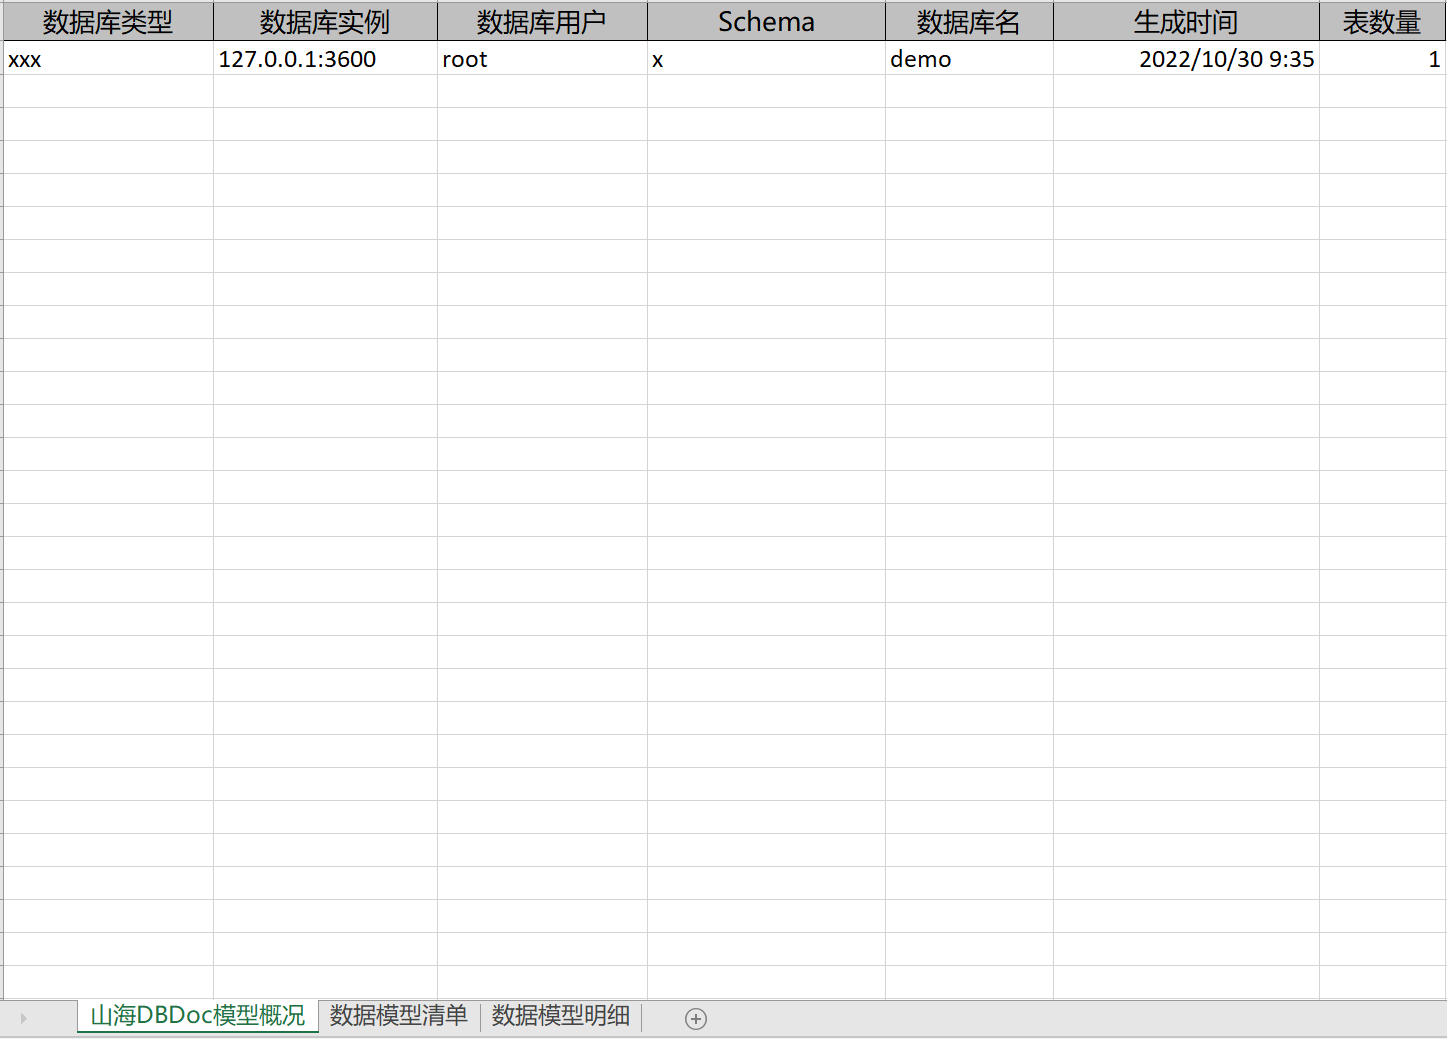 数据库类型 数据库实例 数据库用户 Schema 数据库名 生成时间 表数量
xxx 127.0.0.1:3600 root x demo 2022/10/30 9:35 1
山海DBDoc模型概况 数据模型清单 数据模型明细